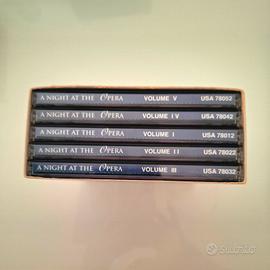 A NIGHT AT THE OPERA VOLUME V USA 78052
A NIGHT AT THE OPERA VOLUME IV USA 78042
A NIGHT AT THE OPERA VOLUME I USA 78012
A NIGHT AT THE OPERA VOLUME II USA 78022
A NIGHT AT THE OPERA VOLUME III USA 78032
subito